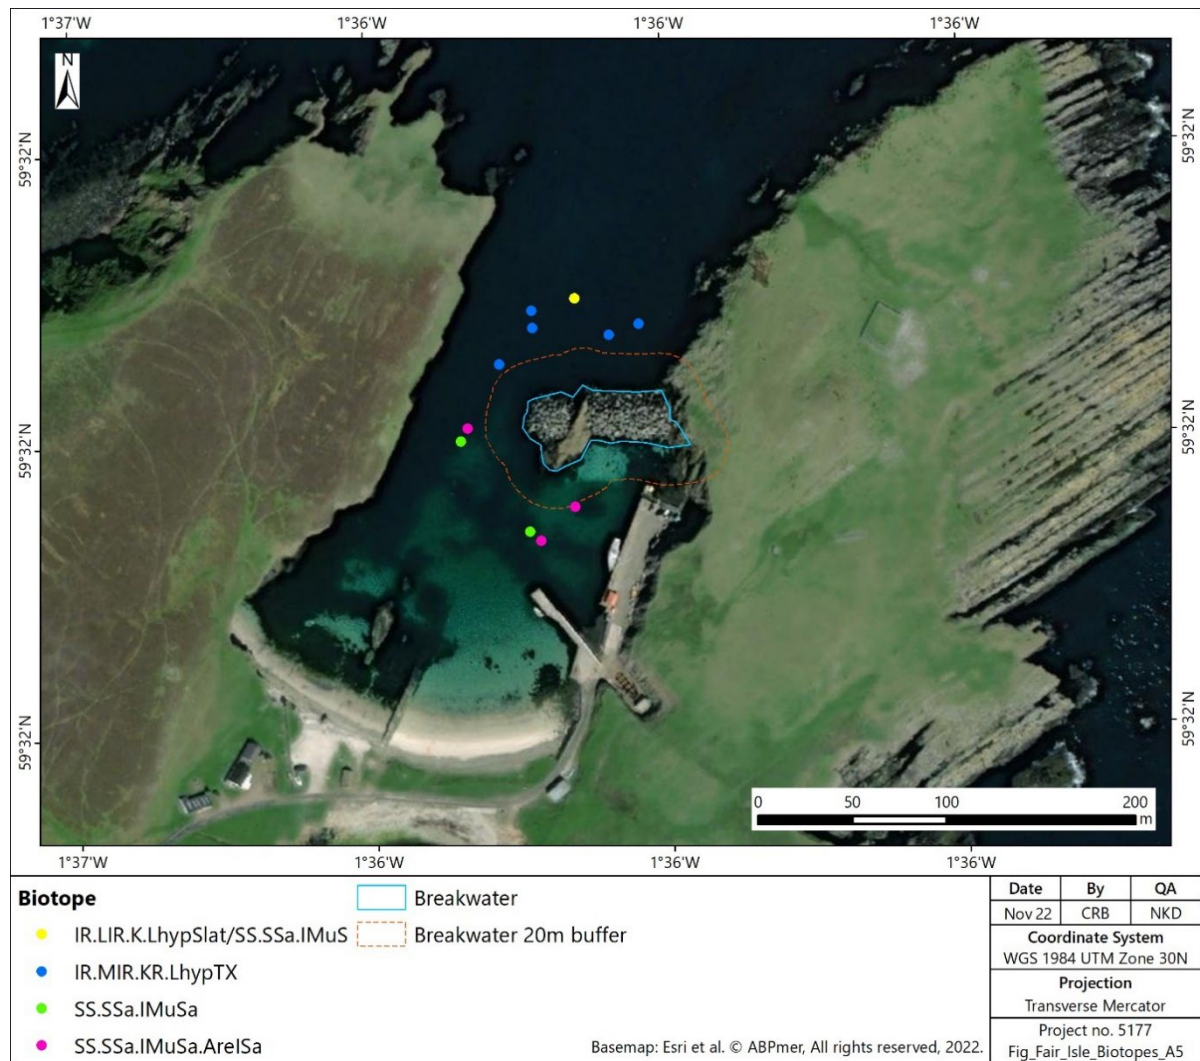 1°37'W 1°36'W 1°36'W 1°36'W
N
59°32'N 59°32'N
59°32'N 59°32'N
59°32'N 59°32'N
0 50 100 200
m
1°37'W 1°36'W 1°36'W 1°36'W
Biotope
IR.LIR.K.LhypSlat/SS.SSa.IMuS
IR.MIR.KR.LhypTX
SS.SSa.IMuSa
SS.SSa.IMuSa.ArelSa
Breakwater
Breakwater 20m buffer
Basemap: Esri et al. © ABPmer, All rights reserved, 2022.
Date By QA
Nov 22 CRB NKD
Coordinate System
WGS 1984 UTM Zone 30N
Projection
Transverse Mercator
Project no. 5177
Fig_Fair_Isle_Biotopes_A5